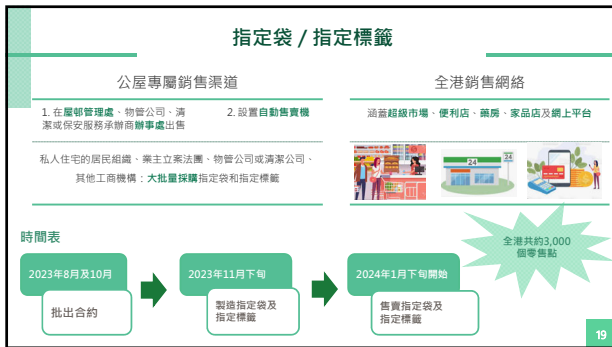 指定袋 / 指定標籤
公屋專屬銷售渠道
1. 在屋邨管理處、物管公司、清
潔或保安服務承辦商辦事處出售
2. 設置自動售賣機
私人住宅的居民組織、業主立案法團、物管公司或清潔公司、
其他工商機構：大批量採購指定袋和指定標籤
全港銷售網絡
涵蓋超級市場、便利店、藥房、家品店及網上平台
24
24
全港共約3,000
個零售點
時間表
2023年8月及10月
批出合約
2023年11月下旬
製造指定袋及
指定標籤
2024年1月下旬開始
售賣指定袋及
指定標籤
19